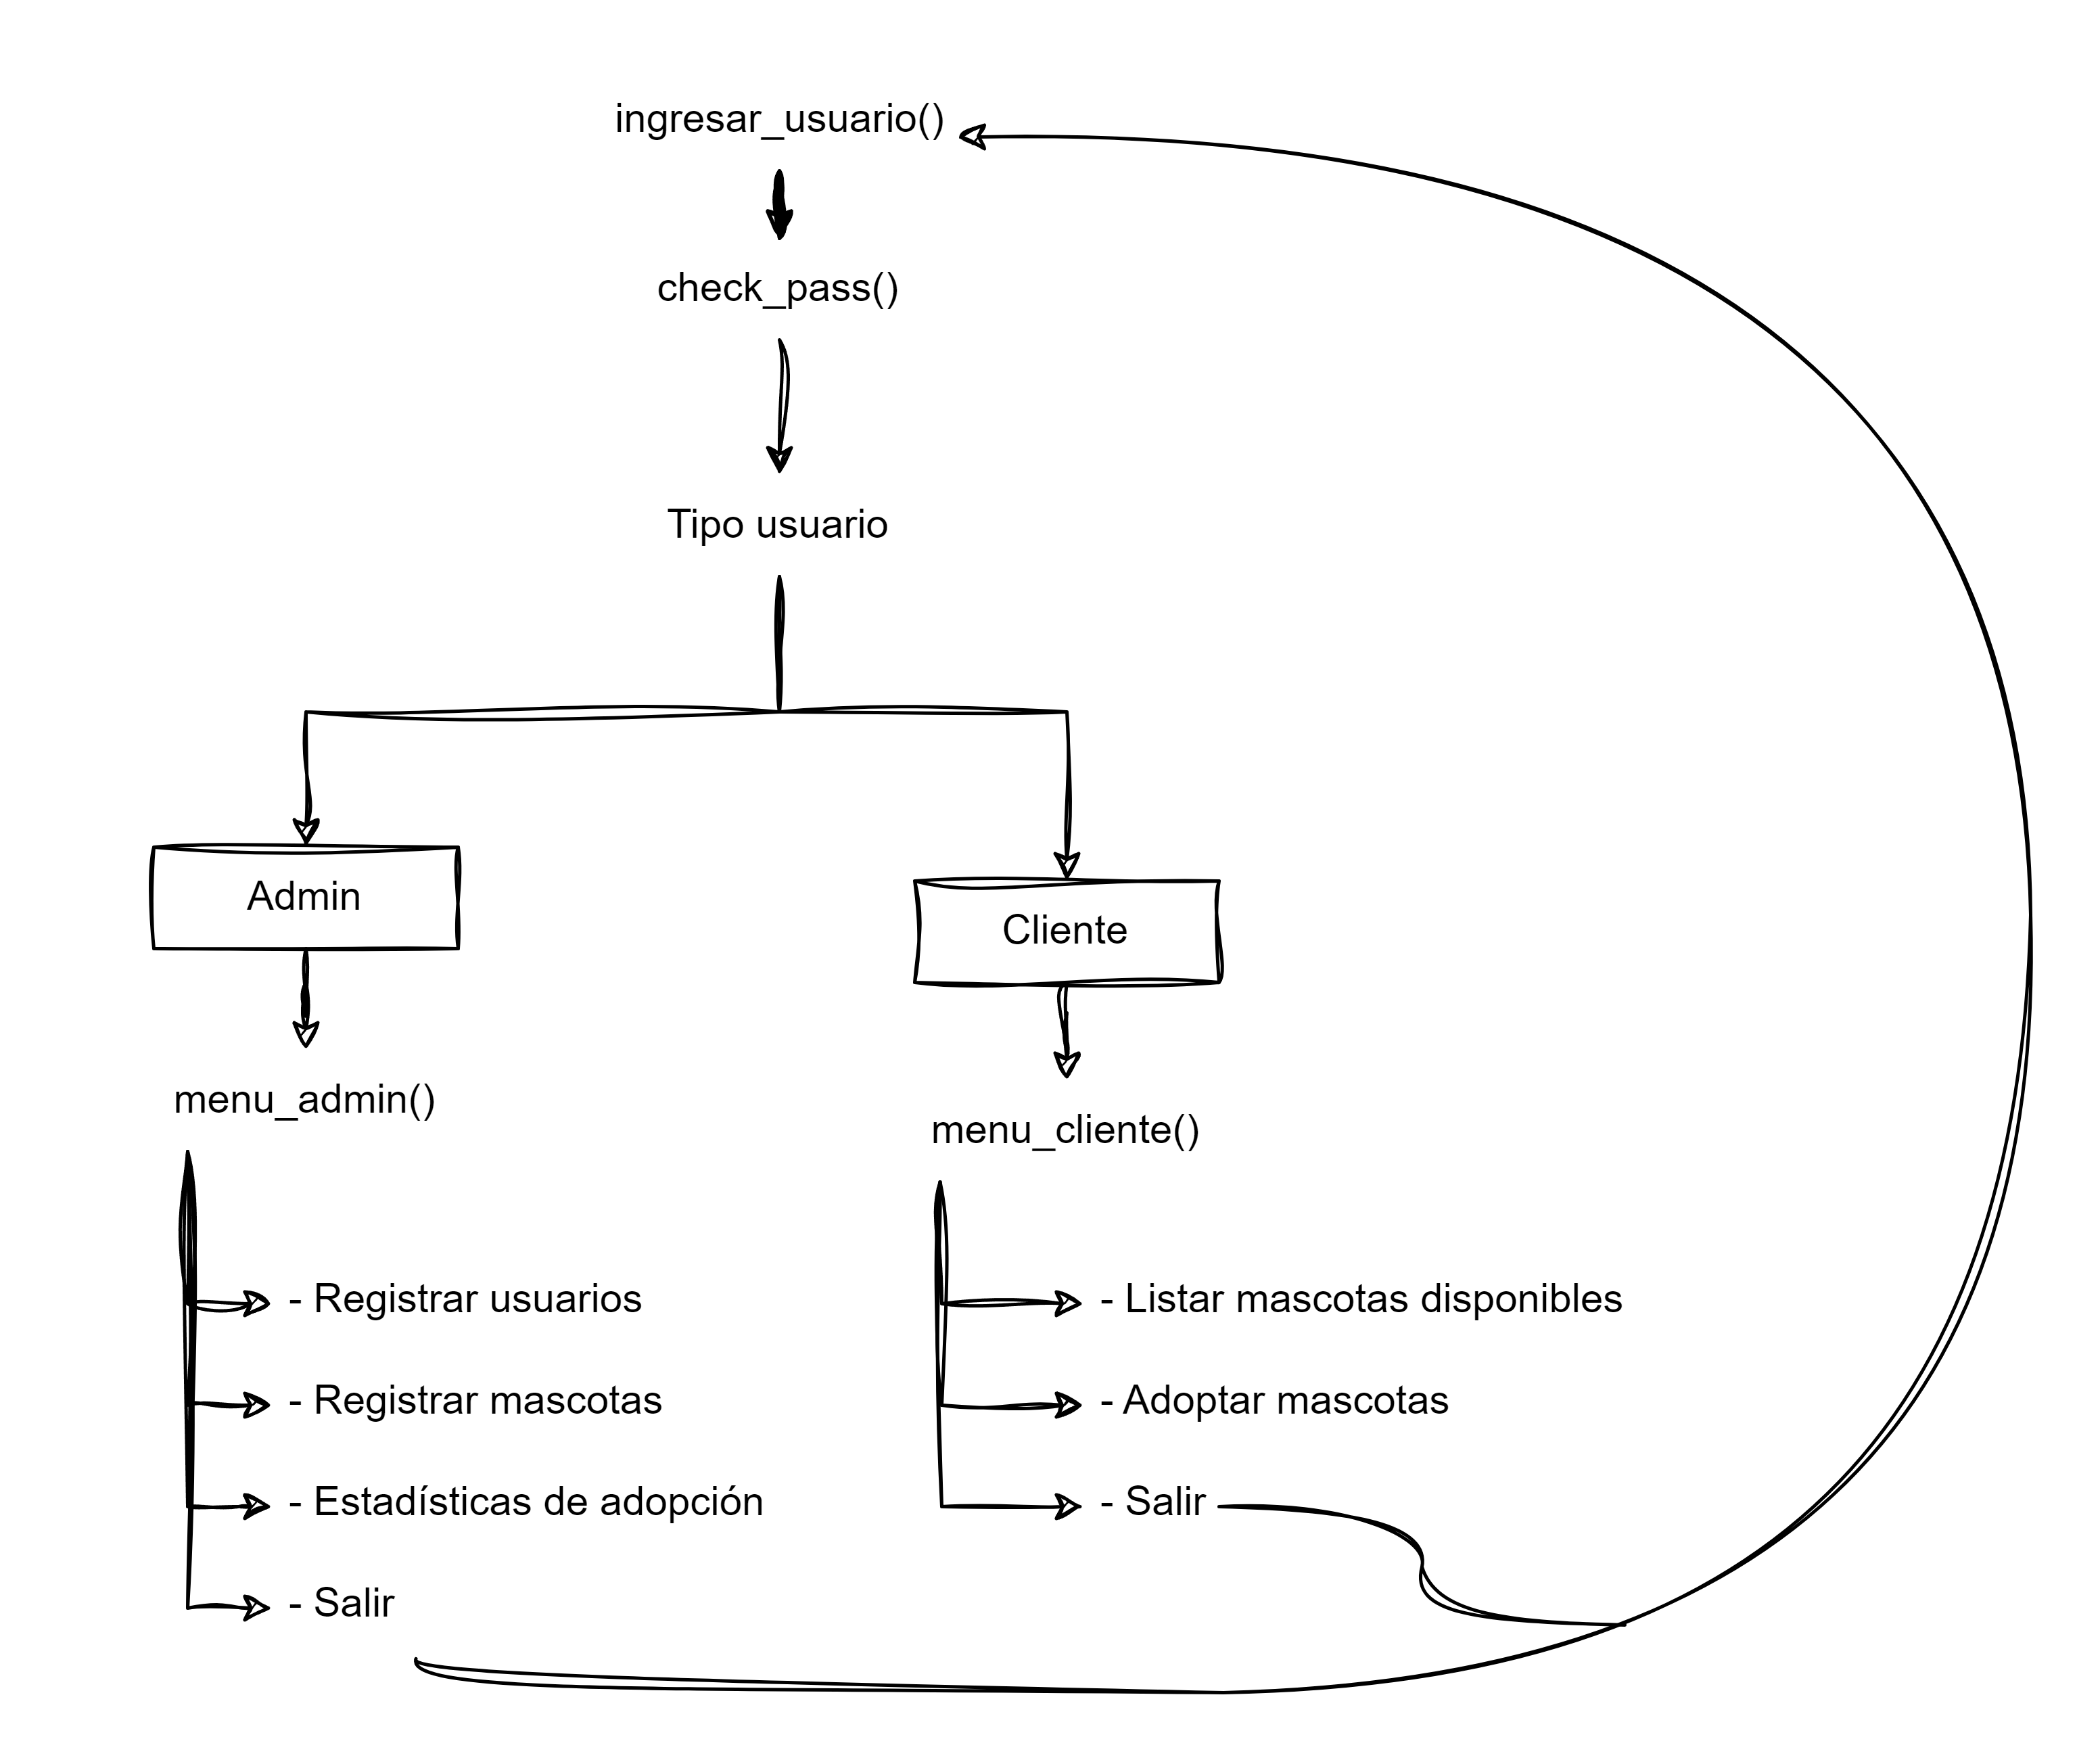 ingresar_usuario()
check_pass()
Tipo usuario
Admin
Cliente
menu_admin()
menu_cliente()
- Registrar usuarios
- Registrar mascotas
- Estadísticas de adopción
- Salir
- Listar mascotas disponibles
- Adoptar mascotas
- Salir